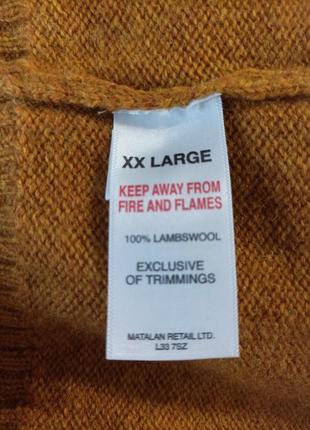 XX LARGE
KEEP AWAY FROM
FIRE AND FLAMES
100% LAMBSWOOL
EXCLUSIVE
OF TRIMMINGS
MATALAN RETAIL LTD.
L33 7SZ